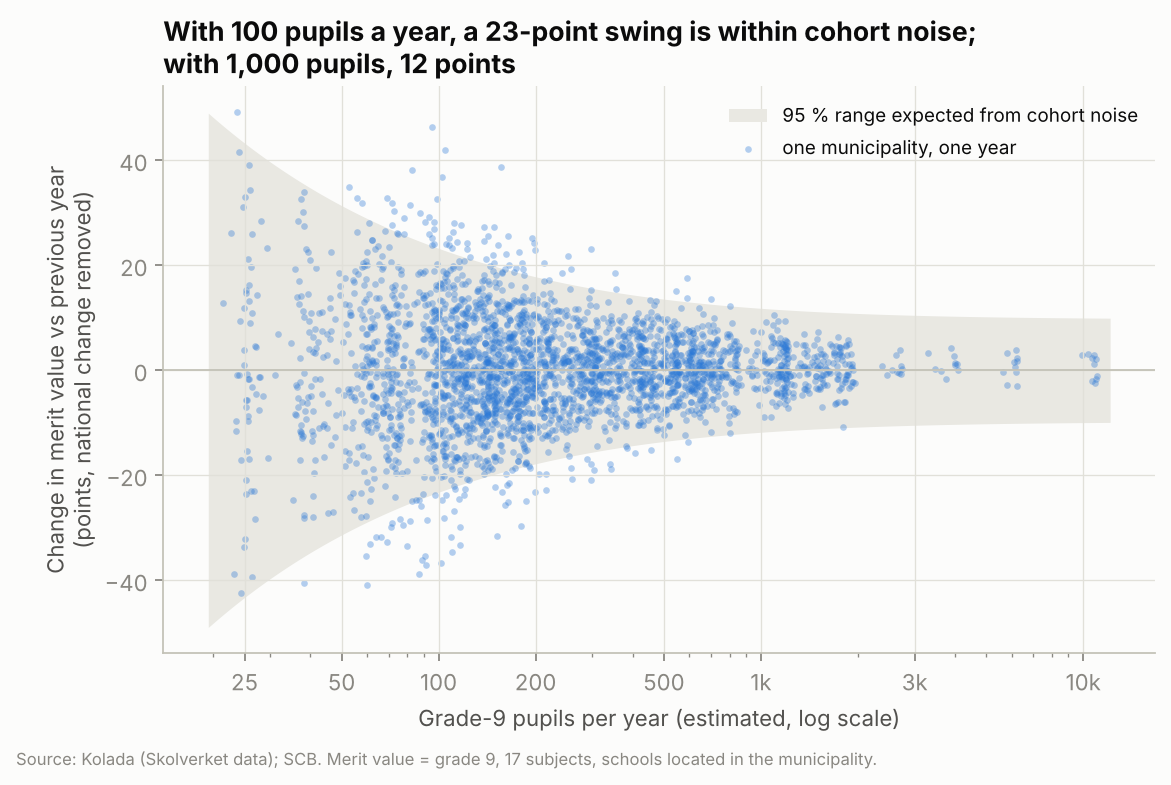 With 100 pupils a year, a 23-point swing is within cohort noise;
with 1,000 pupils, 12 points
95 % range expected from cohort noise
one municipality, one year
Change in merit value vs previous year
(points, national change removed)
40
20
0
−20
−40
25 50 100 200 500 1k 3k 10k
Grade-9 pupils per year (estimated, log scale)
Source: Kolada (Skolverket data); SCB. Merit value = grade 9, 17 subjects, schools located in the municipality.